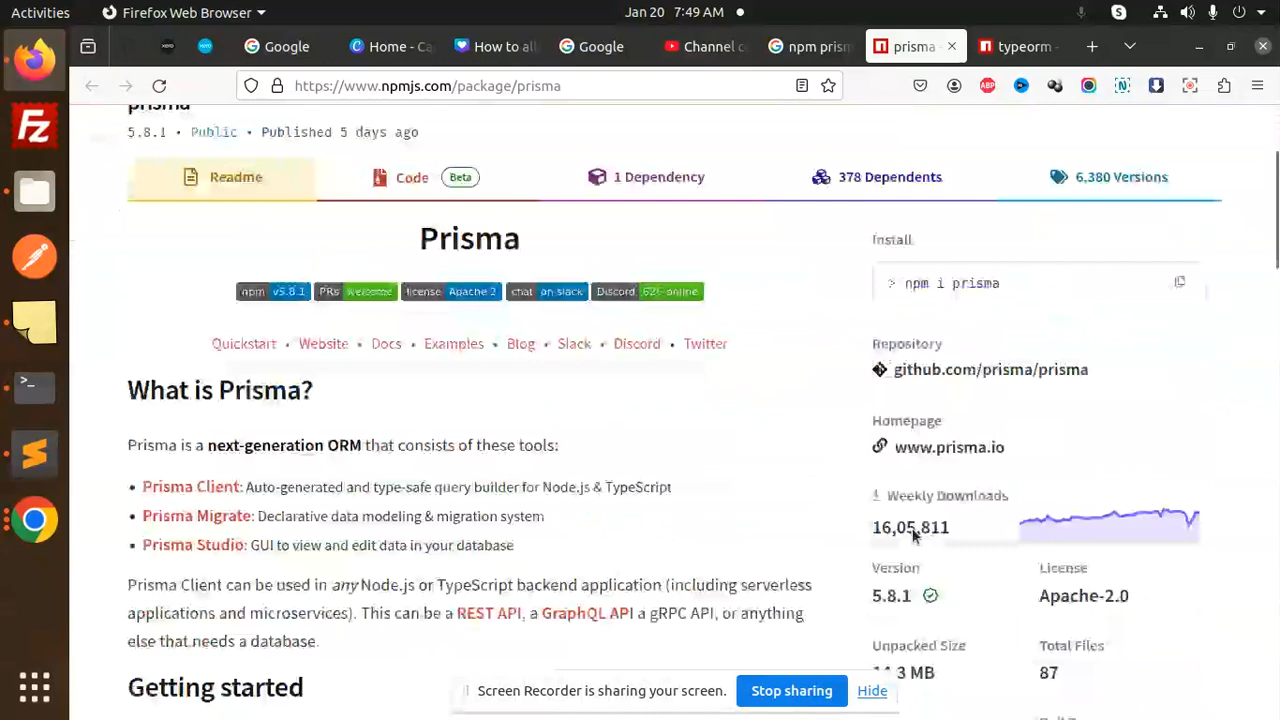 Activities
Firefox Web Browser
Jan 20 7:49 AM
Google
Home - Ca
How to all
Google
Channel c
npm prism
prisma
typeorm -
https://www.npmjs.com/package/prisma
prisma
5.8.1 • Public • Published 5 days ago
Readme
Code Beta
1 Dependency
378 Dependents
6,380 Versions
Prisma
npm v5.8.1 PRs welcome license Apache 2 chat on slack Discord online
Quickstart • Website • Docs • Examples • Blog • Slack • Discord • Twitter
What is Prisma?
Prisma is a next-generation ORM that consists of these tools:
• Prisma Client: Auto-generated and type-safe query builder for Node.js & TypeScript
• Prisma Migrate: Declarative data modeling & migration system
• Prisma Studio: GUI to view and edit data in your database
Prisma Client can be used in any Node.js or TypeScript backend application (including serverless
applications and microservices). This can be a REST API, a GraphQL API a gRPC API, or anything
else that needs a database.
Getting started
Install
> npm i prisma
Repository
github.com/prisma/prisma
Homepage
www.prisma.io
Weekly Downloads
16,05,811
Version
5.8.1
License
Apache-2.0
Unpacked Size
14.3 MB
Total Files
87
Screen Recorder is sharing your screen.
Stop sharing
Hide